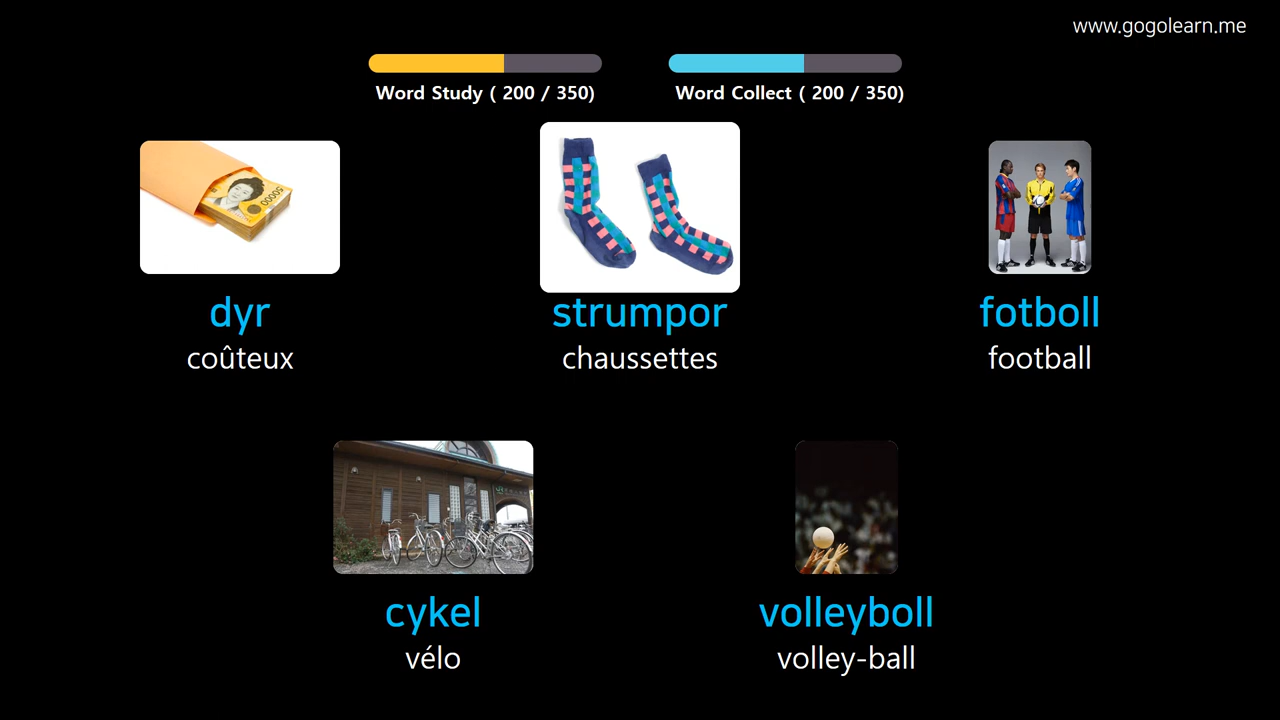 www.gogolearn.me
Word Study ( 200 / 350)
Word Collect ( 200 / 350)
50000
dyr
strumpor
fotboll
coûteux
chaussettes
football
cykel
volleyboll
vélo
volley-ball